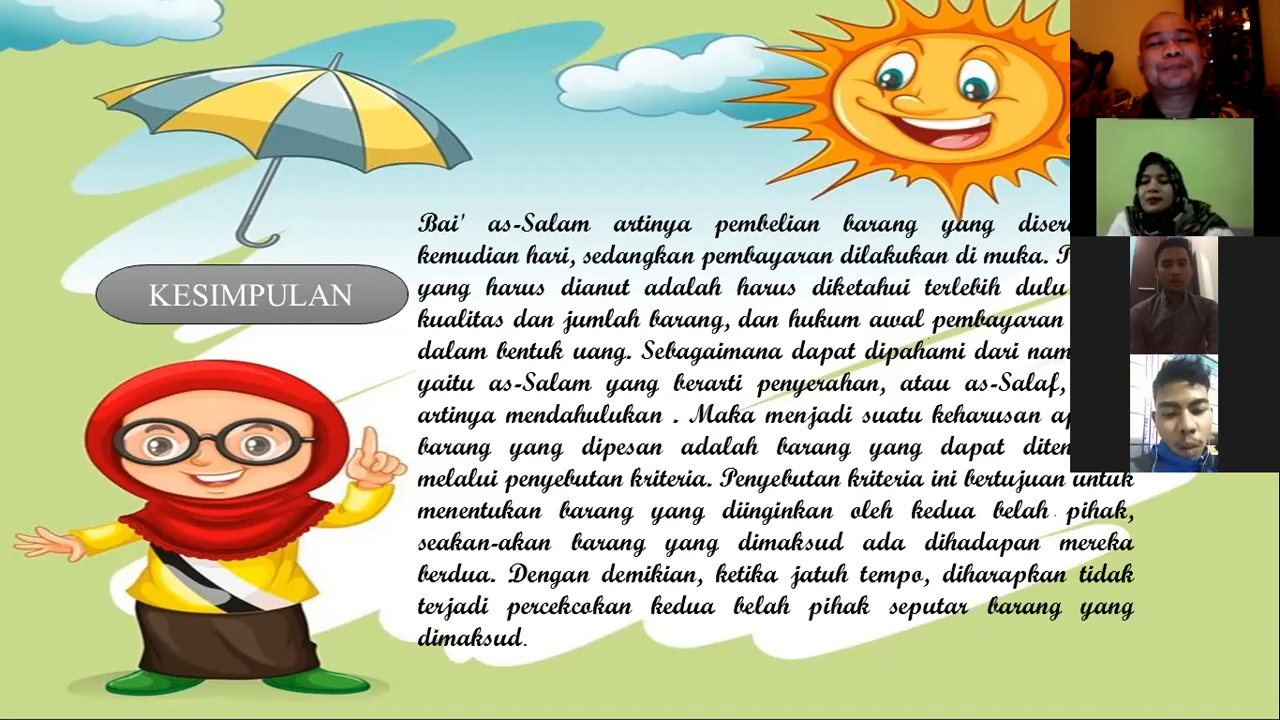 KESIMPULAN
Bai' as-Salam artinya pembelian barang yang
kemudian hari, sedangkan pembayaran dilakukan di muka.
yang harus dianut adalah harus diketahui terlebih dulu
kualitas dan jumlah barang, dan hukum awal pembayaran
dalam bentuk uang. Sebagaimana dapat dipahami dari
yaitu as-Salam yang berarti penyerahan, atau as-Salaf,
artinya mendahulukan . Maka menjadi suatu keharusan
barang yang dipesan adalah barang yang dapat
melalui penyebutan kriteria. Penyebutan kriteria ini bertujuan untuk
menentukan barang yang diinginkan oleh kedua belah pihak,
seakan-akan barang yang dimaksud ada dihadapan mereka
berdua. Dengan demikian, ketika jatuh tempo, diharapkan tidak
terjadi percekcokan kedua belah pihak seputar barang yang
dimaksud.